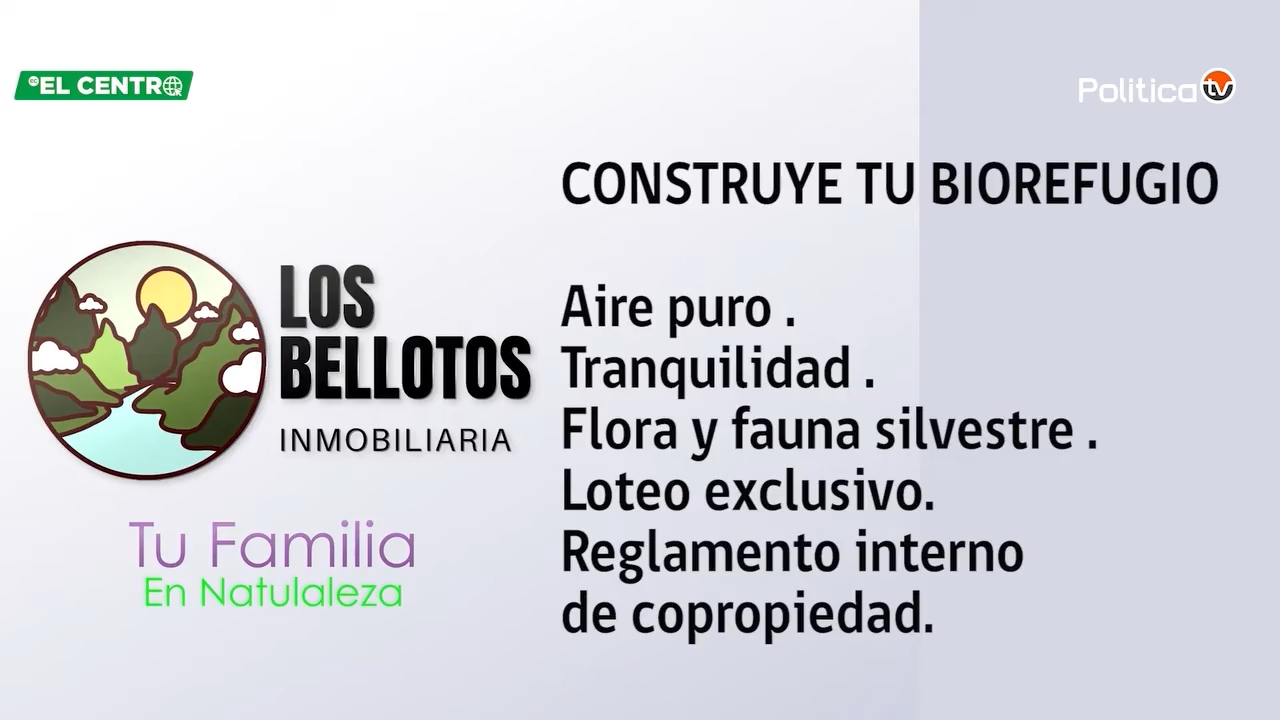 EL CENTRO
Politica tv
CONSTRUYE TU BIOREFUGIO
LOS
BELLOTOS
INMOBILIARIA
Tu Familia
En Natulaleza
Aire puro .
Tranquilidad .
Flora y fauna silvestre .
Loteo exclusivo.
Reglamento interno
de copropiedad.